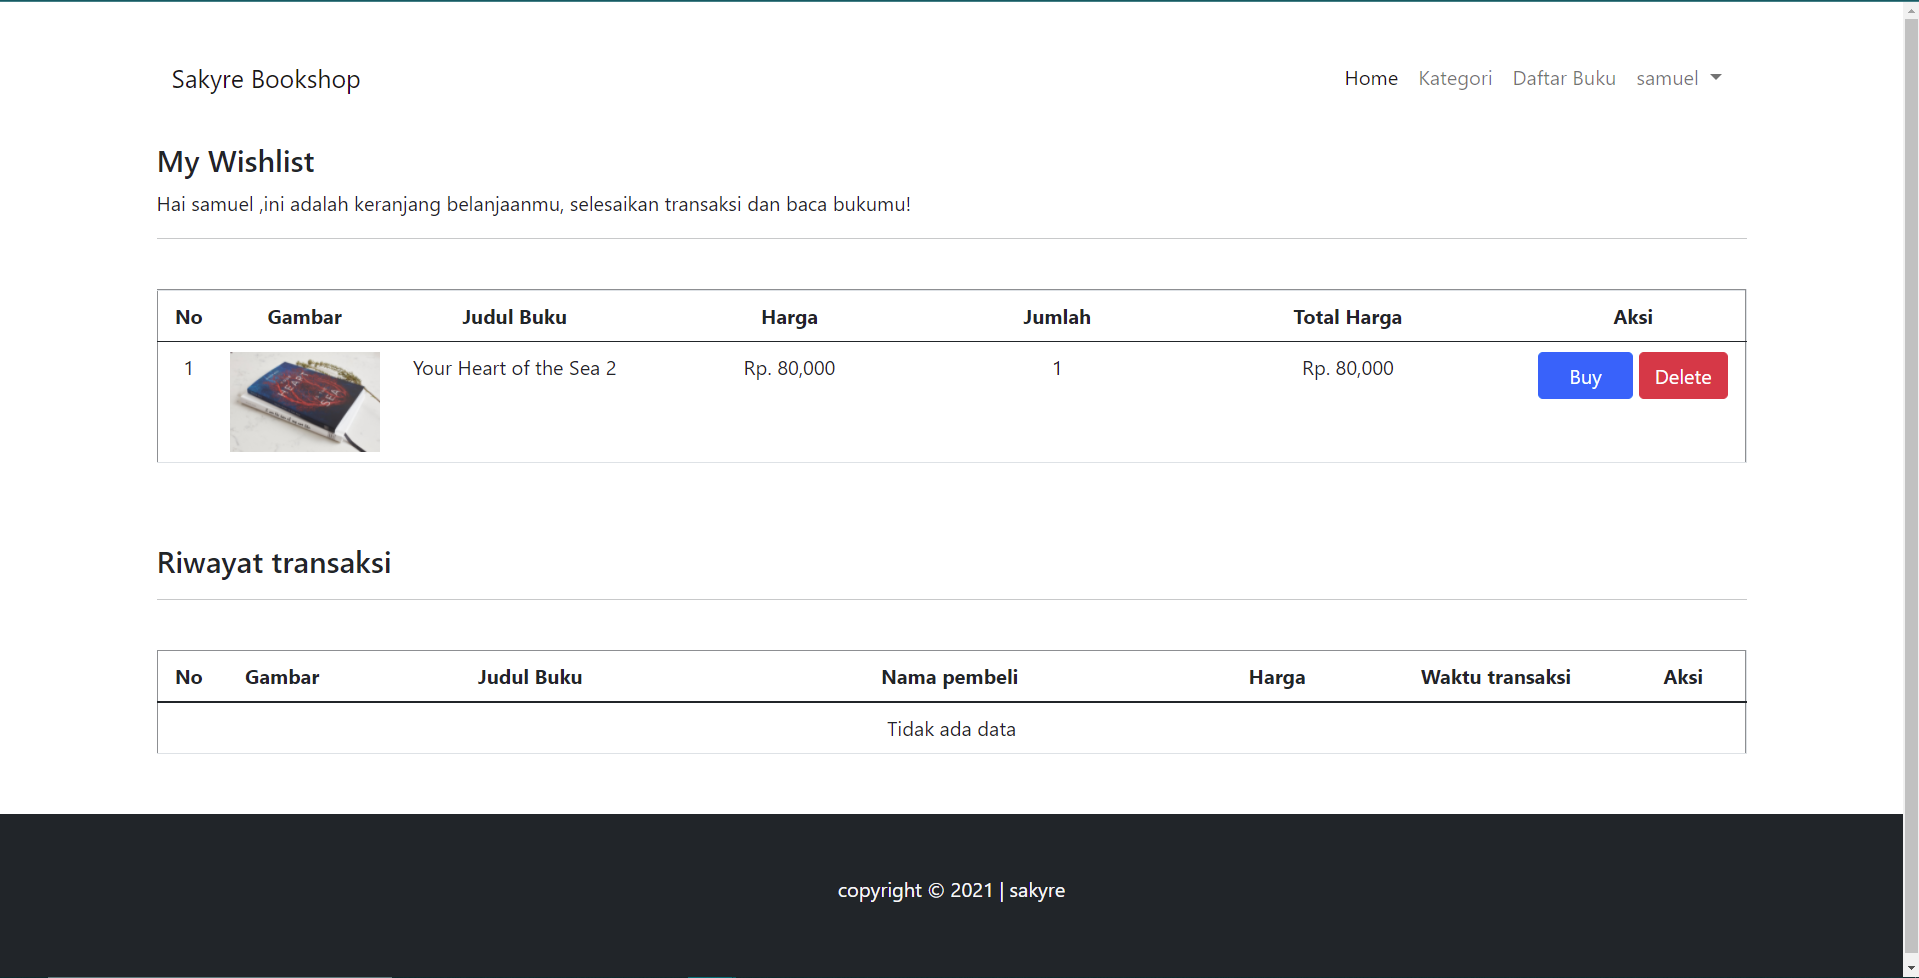 Sakyre Bookshop
Home Kategori Daftar Buku samuel
My Wishlist
Hai samuel ,ini adalah keranjang belanjaanmu, selesaikan transaksi dan baca bukumu!
No Gambar Judul Buku Harga Jumlah Total Harga Aksi
1 HEART SEA Your Heart of the Sea 2 Rp. 80,000 1 Rp. 80,000 Buy Delete
Riwayat transaksi
No Gambar Judul Buku Nama pembeli Harga Waktu transaksi Aksi
Tidak ada data
copyright © 2021 | sakyre